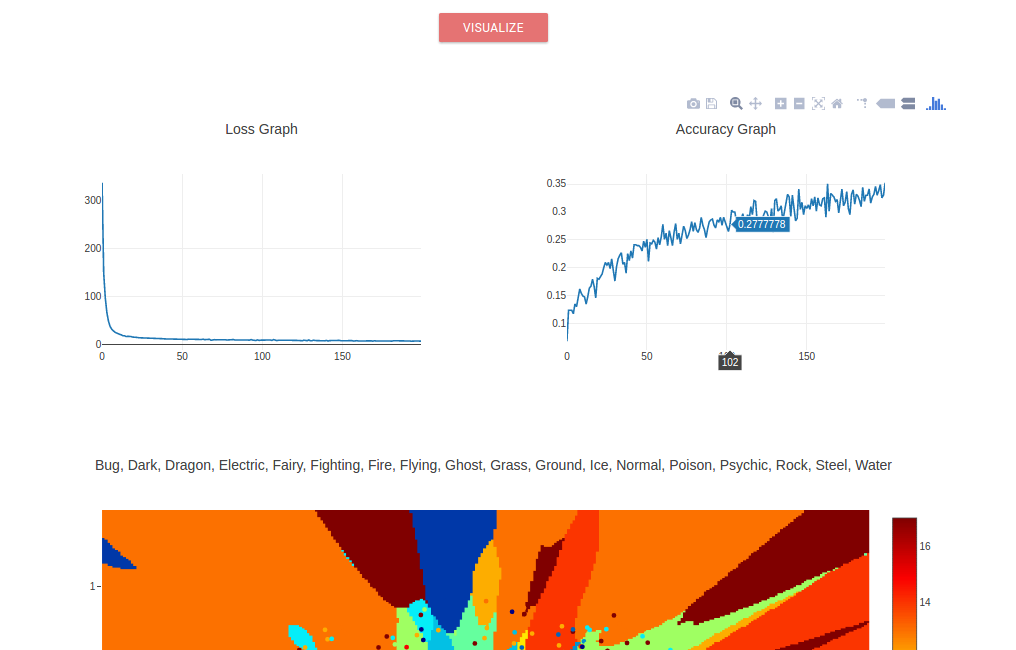 VISUALIZE
Loss Graph
Accuracy Graph
300
200
100
0
0 50 100 150
0.35
0.3
0.25
0.2
0.15
0.1
0.2777778
0 50 150
102
Bug, Dark, Dragon, Electric, Fairy, Fighting, Fire, Flying, Ghost, Grass, Ground, Ice, Normal, Poison, Psychic, Rock, Steel, Water
1
16
14